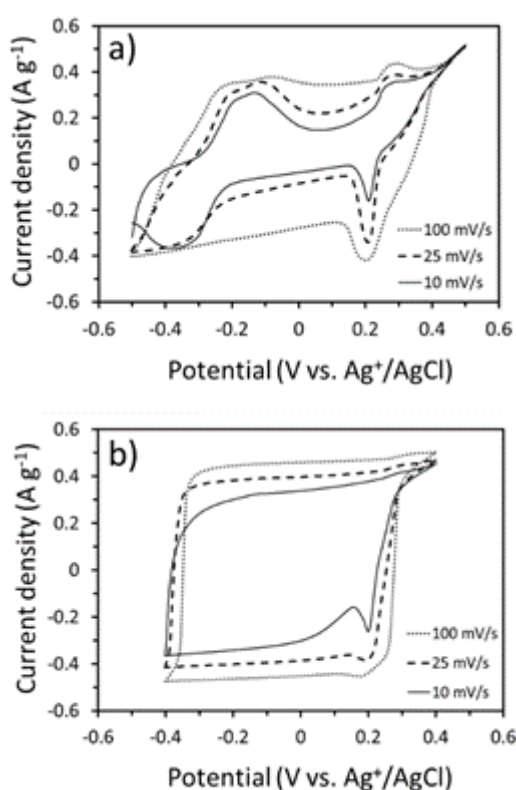 a)
0.6
0.4
0.2
0
-0.2
-0.4
-0.6
Current density (A g⁻¹)
100 mV/s
25 mV/s
10 mV/s
-0.6 -0.4 -0.2 0 0.2 0.4 0.6
Potential (V vs. Ag⁺/AgCl)
b)
0.6
0.4
0.2
0
-0.2
-0.4
-0.6
Current density (A g⁻¹)
100 mV/s
25 mV/s
10 mV/s
-0.6 -0.4 -0.2 0 0.2 0.4 0.6
Potential (V vs. Ag⁺/AgCl)